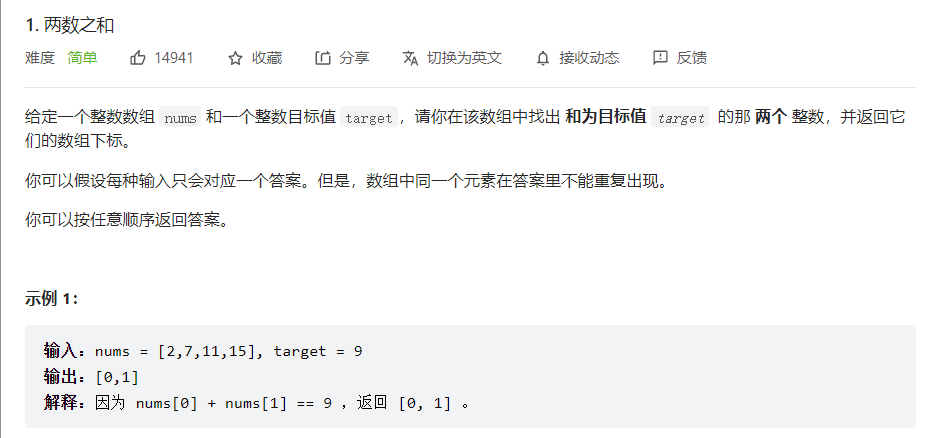 1. 两数之和
难度 简单 14941 收藏 分享 切换为英文 接收动态 反馈
给定一个整数数组 nums 和一个整数目标值 target，请你在该数组中找出 和为目标值 target 的那 两个 整数，并返回它
们的数组下标。
你可以假设每种输入只会对应一个答案。但是，数组中同一个元素在答案里不能重复出现。
你可以按任意顺序返回答案。
示例 1：
输入：nums = [2,7,11,15], target = 9
输出：[0,1]
解释：因为 nums[0] + nums[1] == 9 ，返回 [0, 1] 。